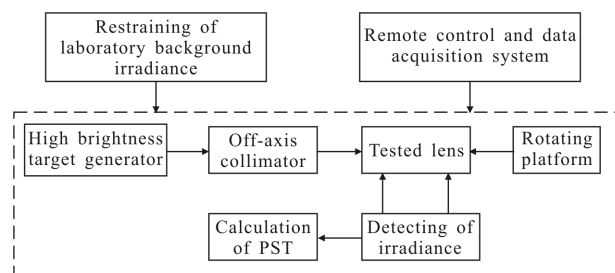 Restraining of
laboratory background
irradiance
Remote control and data
acquisition system
High brightness
target generator
Off-axis
collimator
Tested lens
Rotating
platform
Calculation
of PST
Detecting of
irradiance